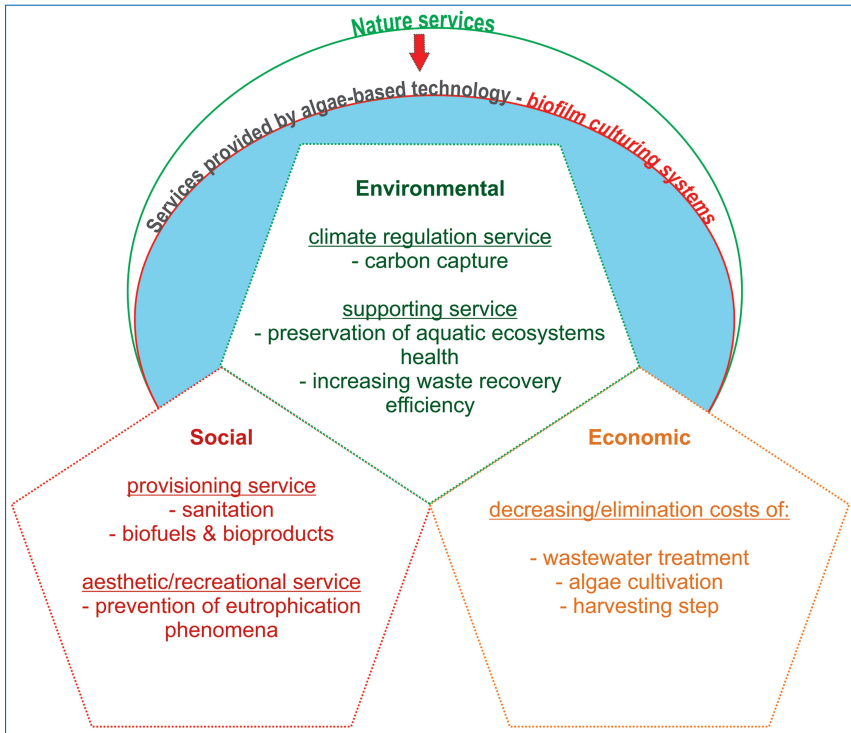 Nature services
Services provided by algae-based technology - biofilm culturing systems
Environmental
climate regulation service
- carbon capture
supporting service
- preservation of aquatic ecosystems
health
- increasing waste recovery
efficiency
Social
provisioning service
- sanitation
- biofuels & bioproducts
aesthetic/recreational service
- prevention of eutrophication
phenomena
Economic
decreasing/elimination costs of:
- wastewater treatment
- algae cultivation
- harvesting step